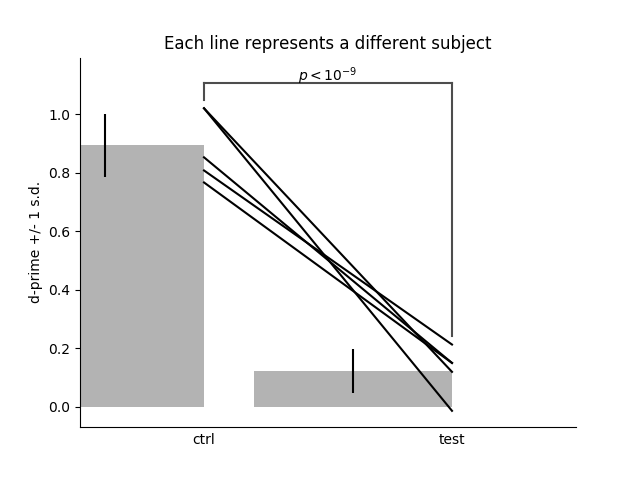 Each line represents a different subject
p < 10⁻⁹
d-prime +/- 1 s.d.
1.0
0.8
0.6
0.4
0.2
0.0
ctrl
test